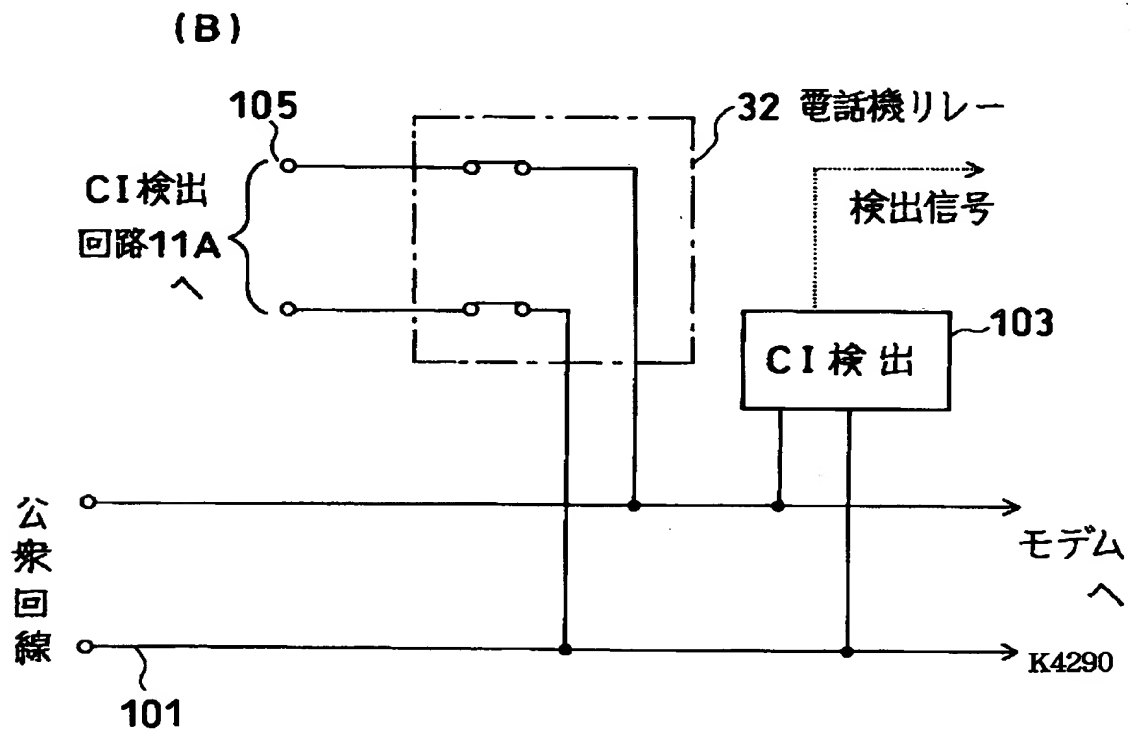 (B)
105
32 電話機リレー
CI検出
回路11A
へ
検出信号
103
CI検出
公衆回線
モデム
へ
K4290
101